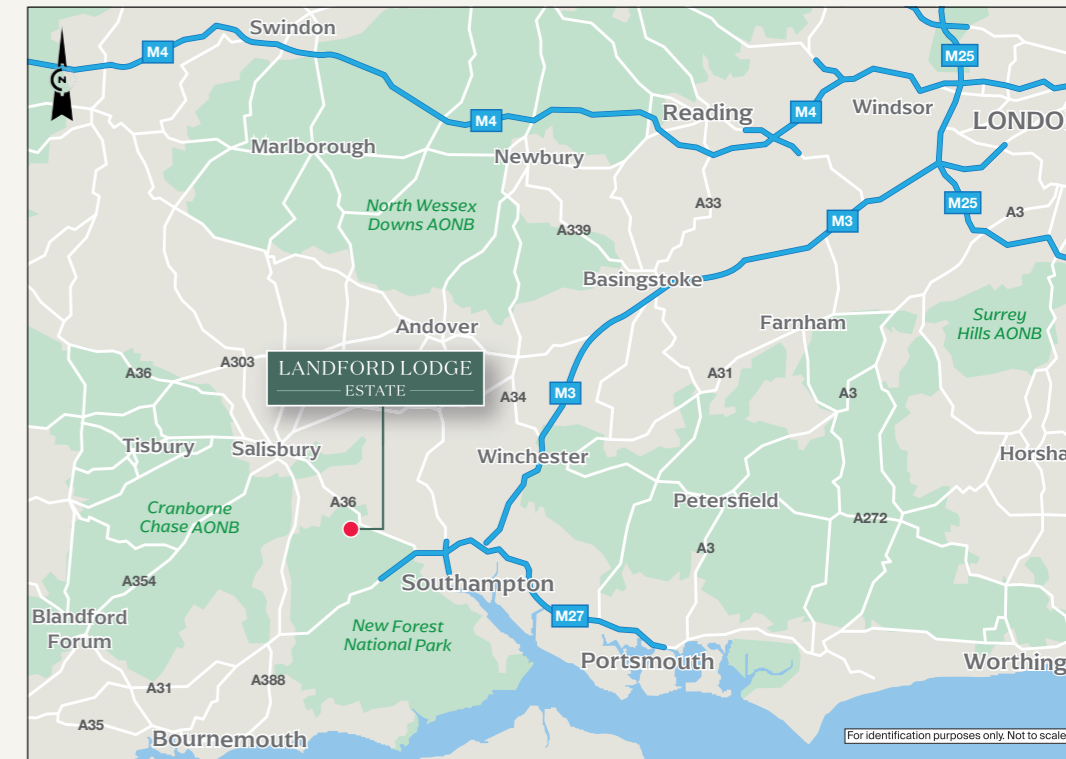 Swindon
M4
M25
M4
Reading
M4
Windsor
LONDO
Marlborough
Newbury
North Wessex
Downs AONB
A339
A33
M3
M25
A3
Basingstoke
Surrey
Hills AONB
Andover
Farnham
A303
A36
LANDFORD LODGE
ESTATE
A34
M3
A31
A3
Tisbury
Salisbury
Winchester
Horsha
Cranborne
Chase AONB
A36
Petersfield
A272
A3
A354
Southampton
Blandford
Forum
New Forest
National Park
M27
Portsmouth
Worthing
A31
A388
A35
Bournemouth
For identification purposes only. Not to scale
N